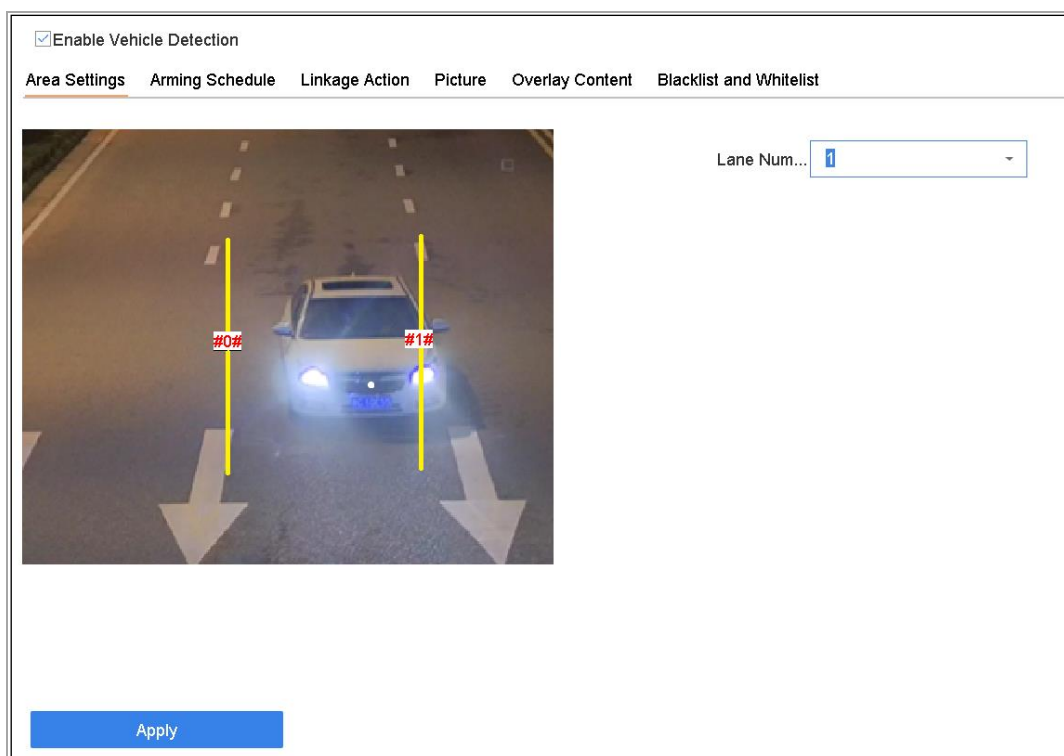 Enable Vehicle Detection
Area Settings Arming Schedule Linkage Action Picture Overlay Content Blacklist and Whitelist
Lane Num... 1
#0# #1#
Apply